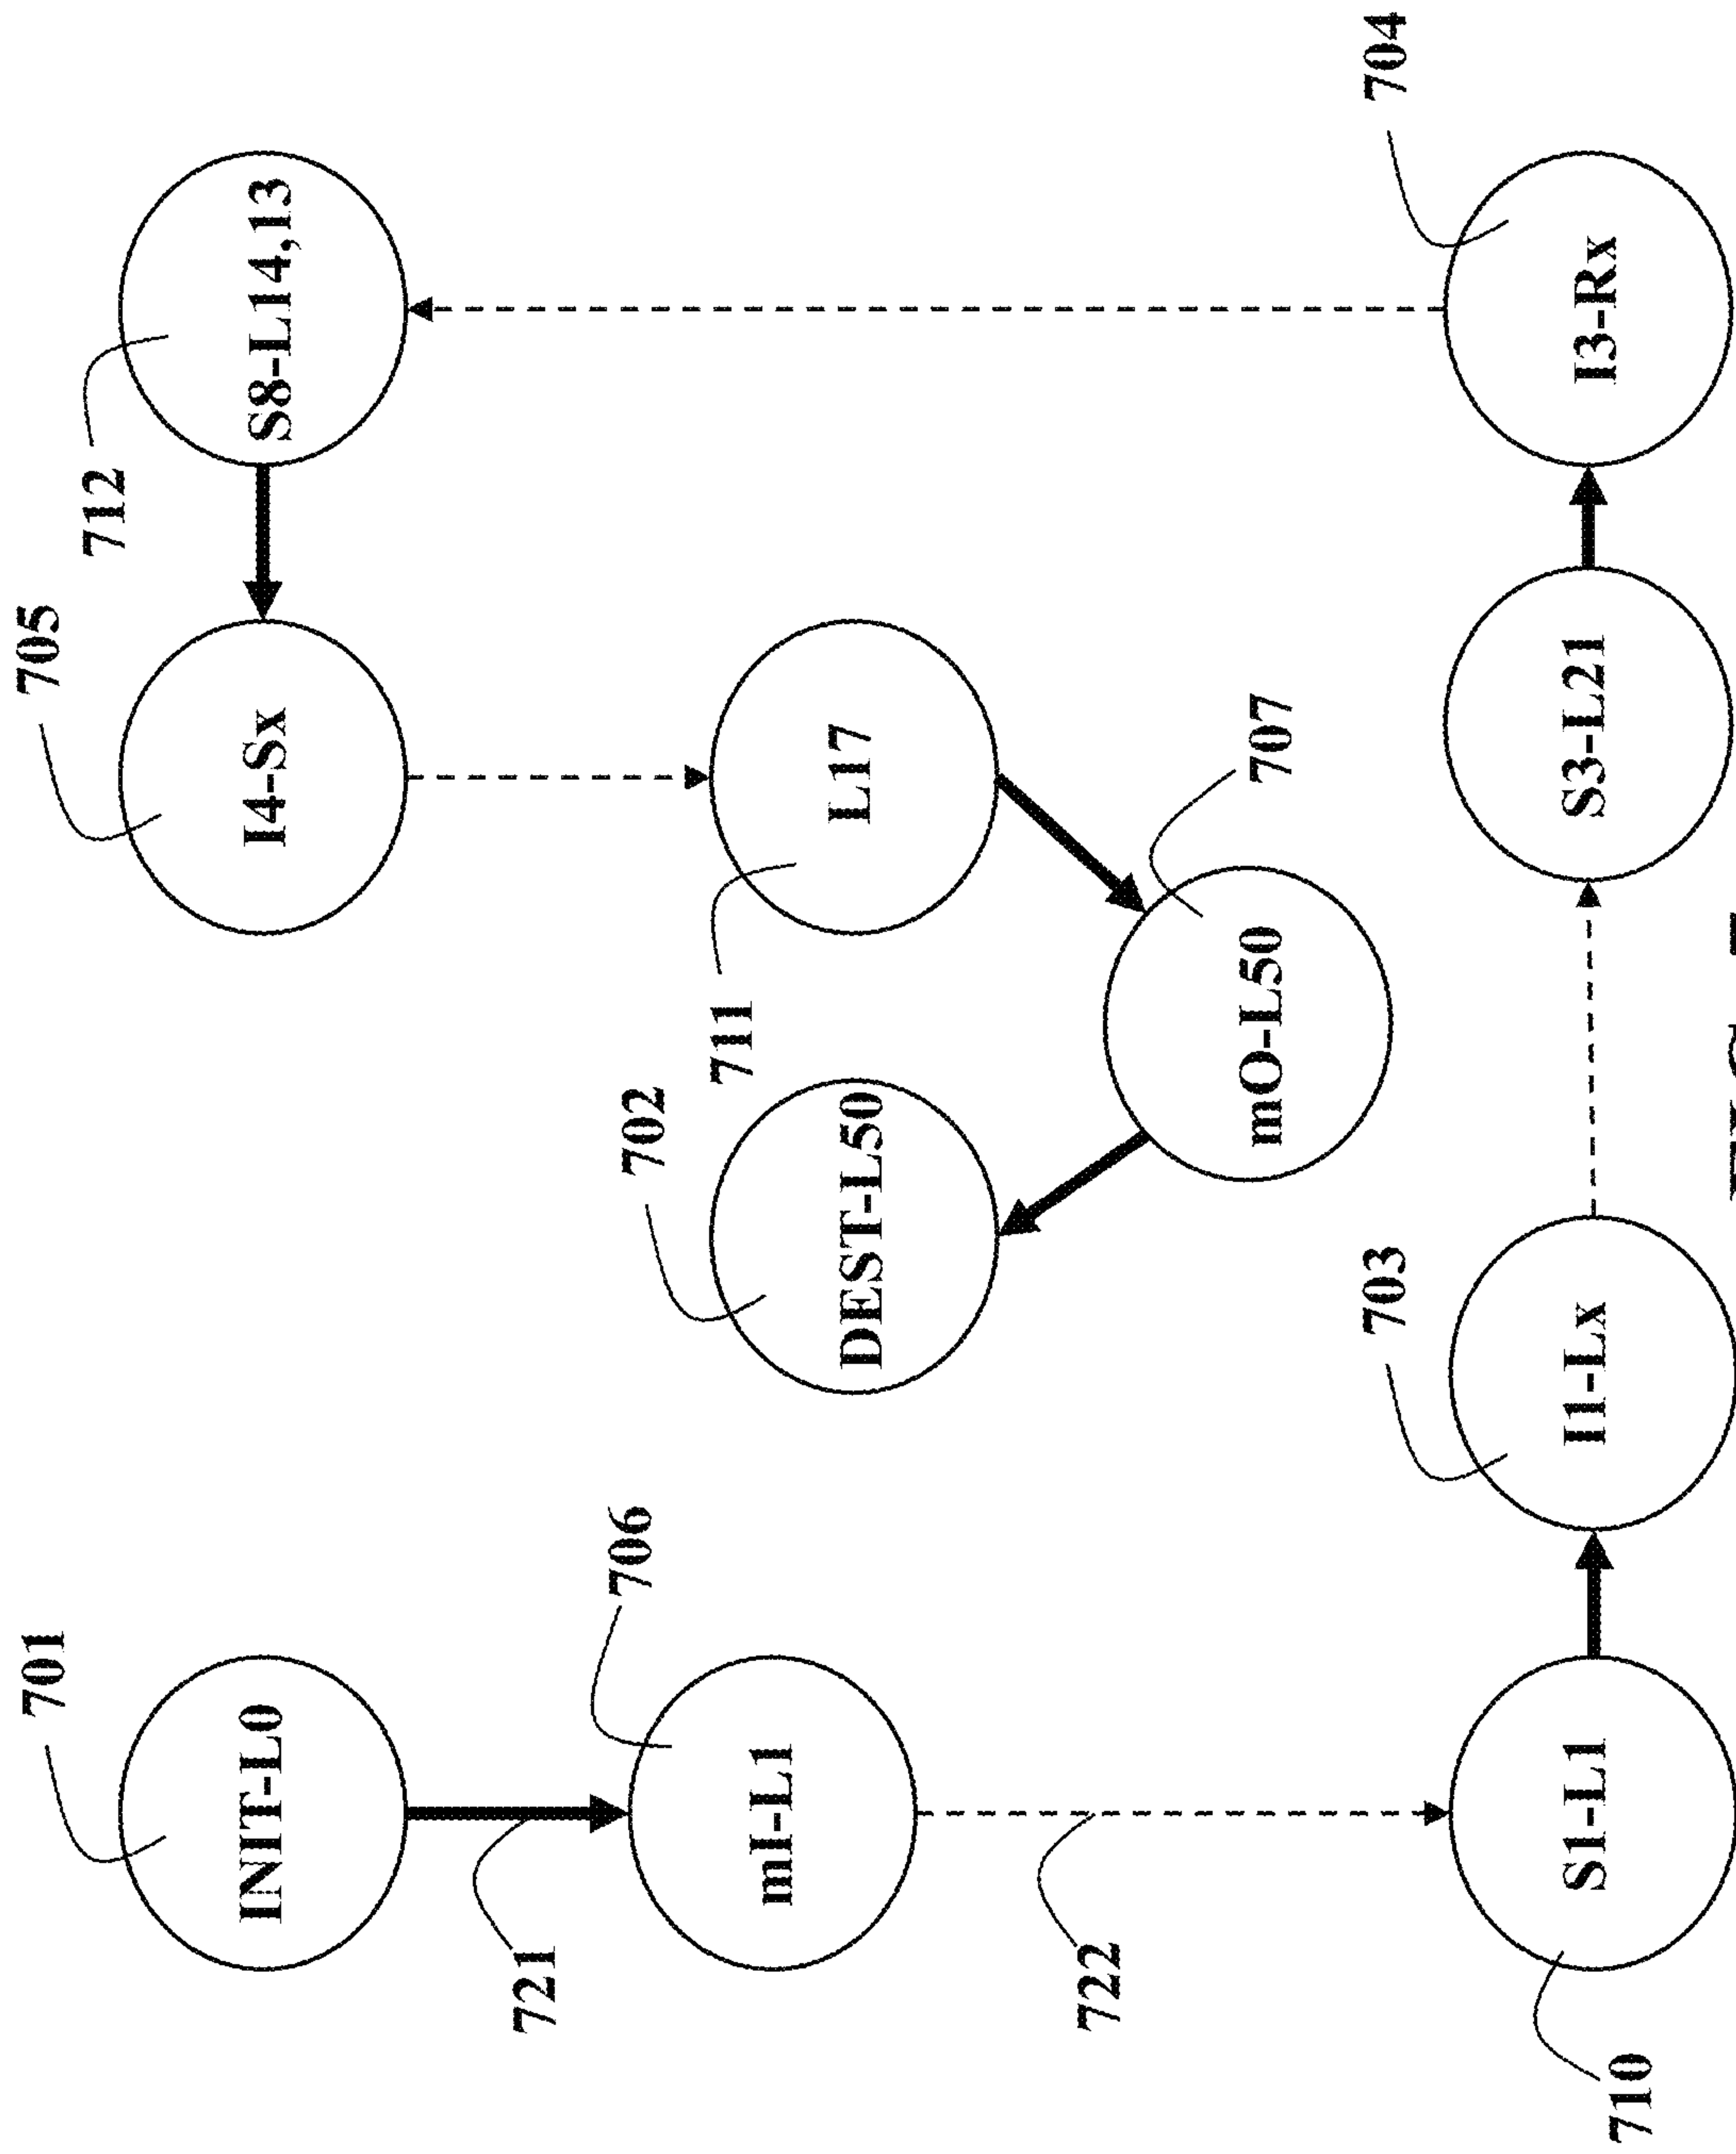 701
705
712
INIT-L0
I4-Sx
S8-L14,13
721
706
702
711
mI-L1
DEST-L50
L17
722
mO-L50
707
703
704
S1-L1
I1-Lx
S3-L21
I3-Rx
710